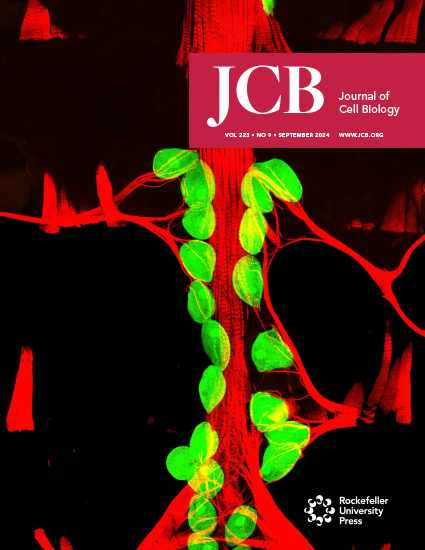 JCB
Journal of
Cell Biology
VOL 223 • NO 9 • SEPTEMBER 2024 WWW.JCB.ORG
Rockefeller
University
Press